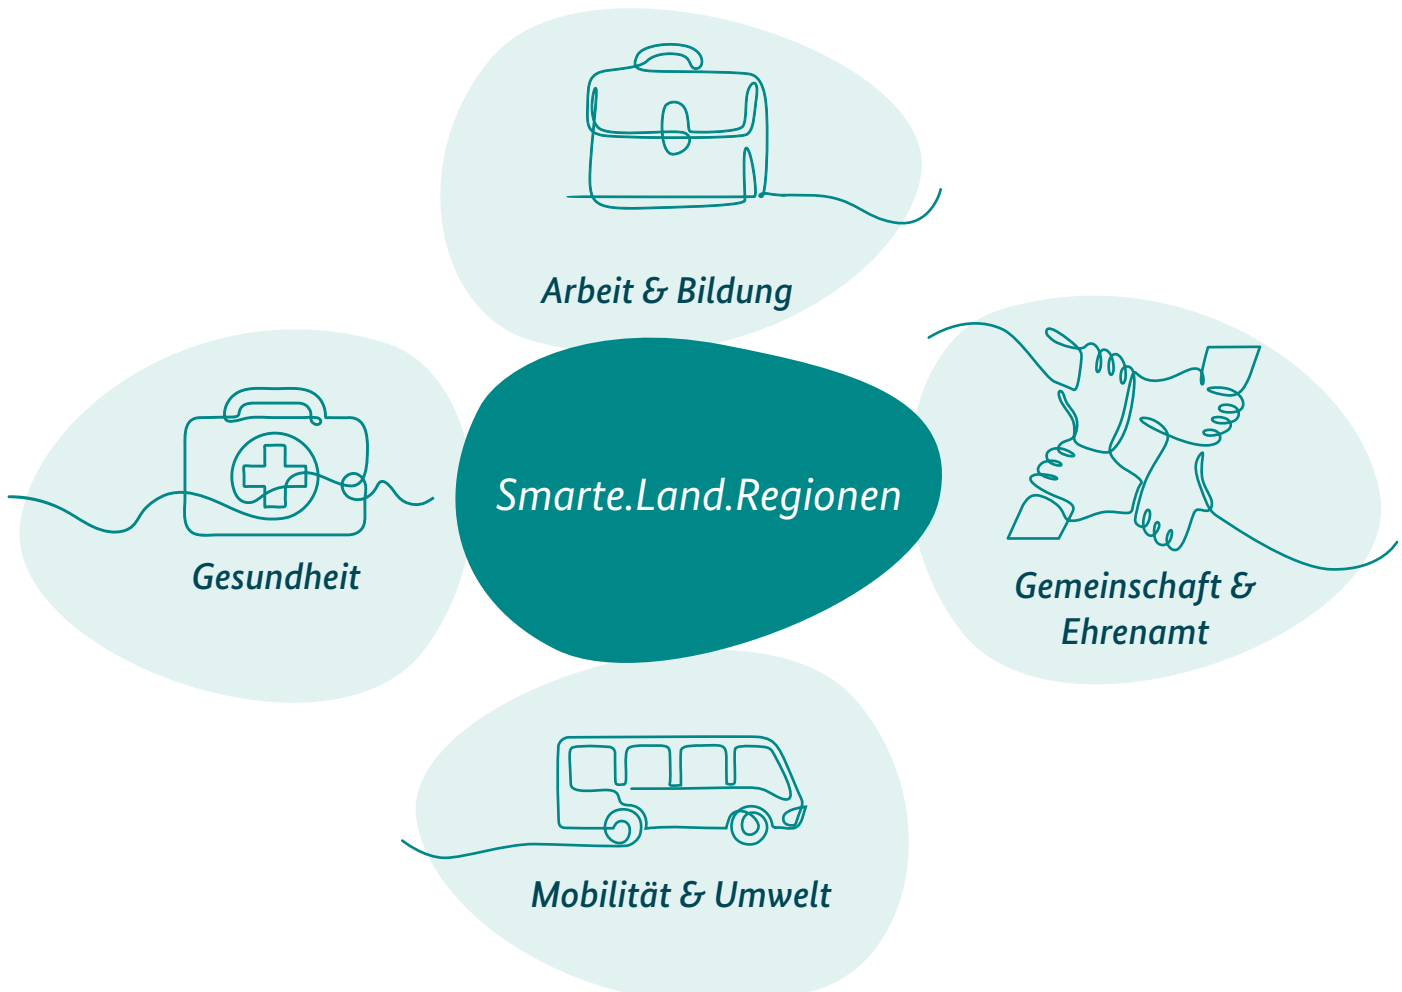 Arbeit & Bildung
Smarte.Land.Regionen
Gesundheit
Gemeinschaft &
Ehrenamt
Mobilität & Umwelt